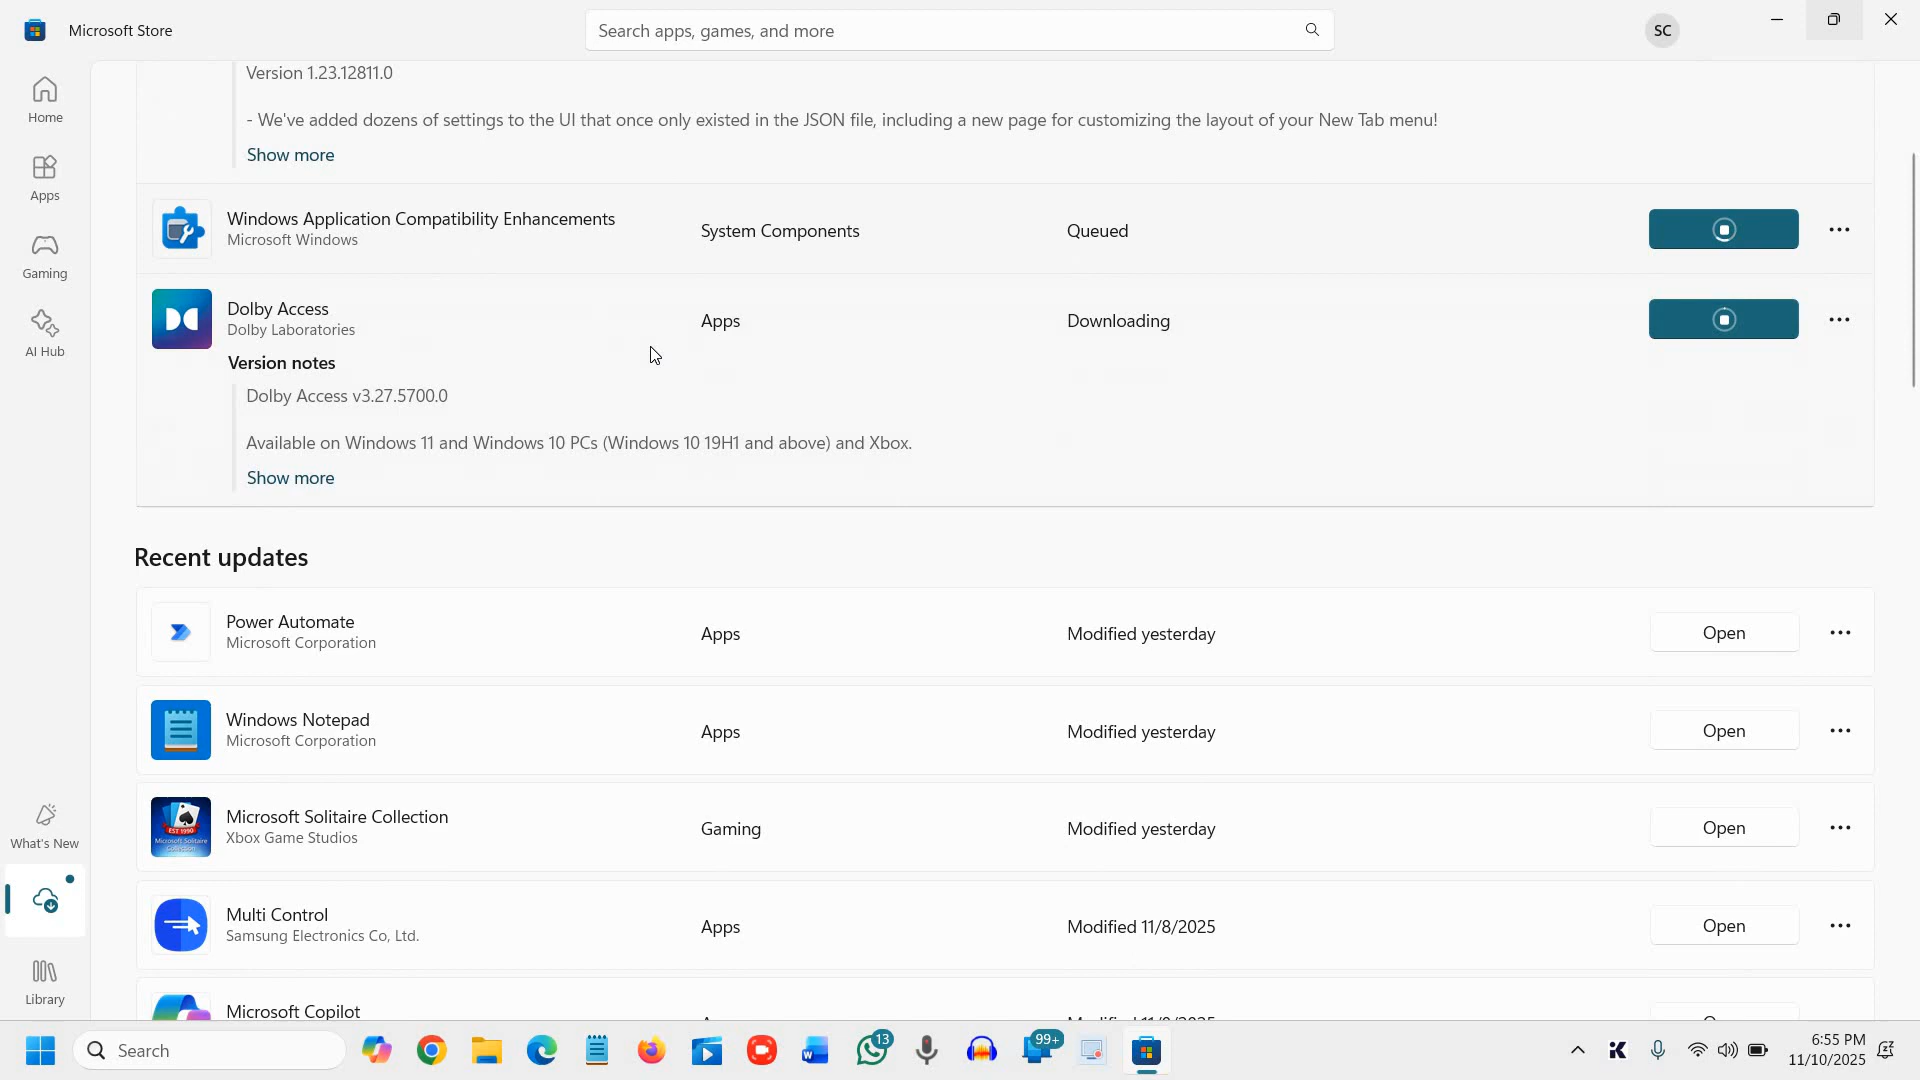 Microsoft Store
Search apps, games, and more
SC
Home
Apps
Gaming
AI Hub
What's New
Library
Version 1.23.12811.0
- We've added dozens of settings to the UI that once only existed in the JSON file, including a new page for customizing the layout of your New Tab menu!
Show more
Windows Application Compatibility Enhancements
Microsoft Windows
System Components
Queued
Dolby Access
Dolby Laboratories
Apps
Downloading
Version notes
Dolby Access v3.27.5700.0
Available on Windows 11 and Windows 10 PCs (Windows 10 19H1 and above) and Xbox.
Show more
Recent updates
Power Automate
Microsoft Corporation
Apps
Modified yesterday
Open
Windows Notepad
Microsoft Corporation
Apps
Modified yesterday
Open
EST 1990
Microsoft Solitaire
Collection
Microsoft Solitaire Collection
Xbox Game Studios
Gaming
Modified yesterday
Open
Multi Control
Samsung Electronics Co, Ltd.
Apps
Modified 11/8/2025
Open
Microsoft Copilot
Search
W
13
99+
K
6:55 PM
11/10/2025